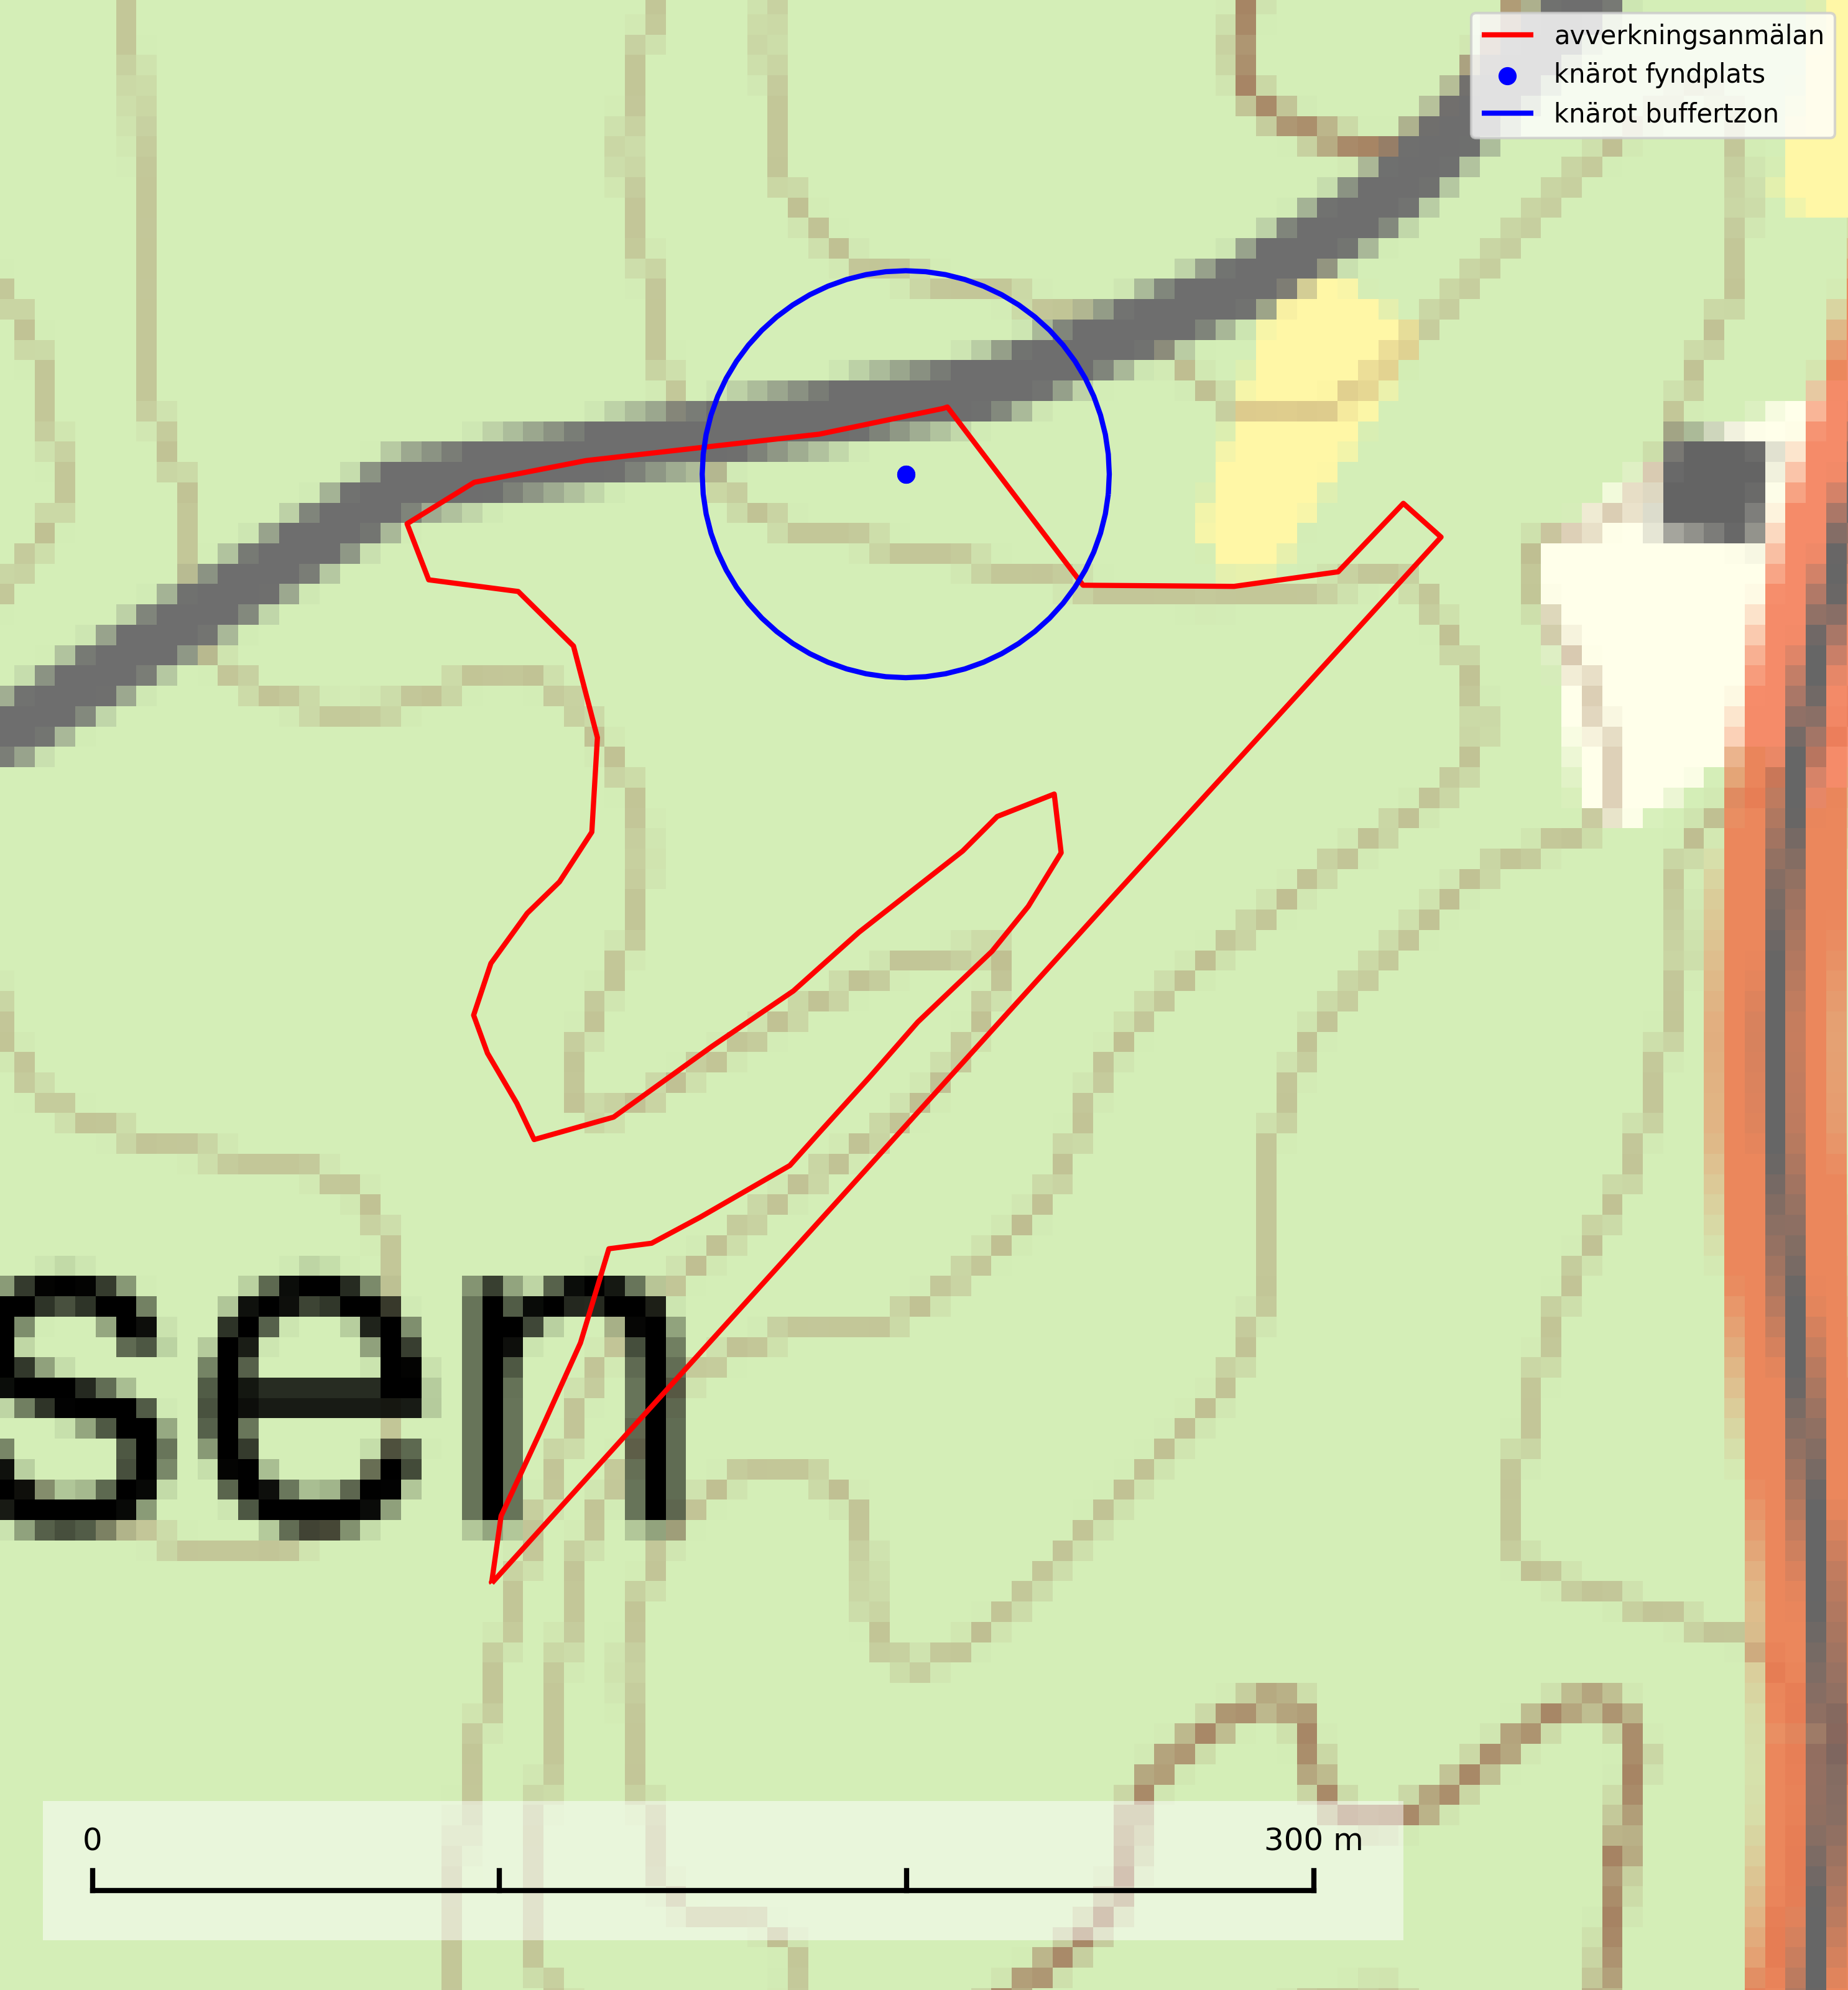 avverkningsanmälan
knärot fyndplats
knärot buffertzon
sen
0 300 m